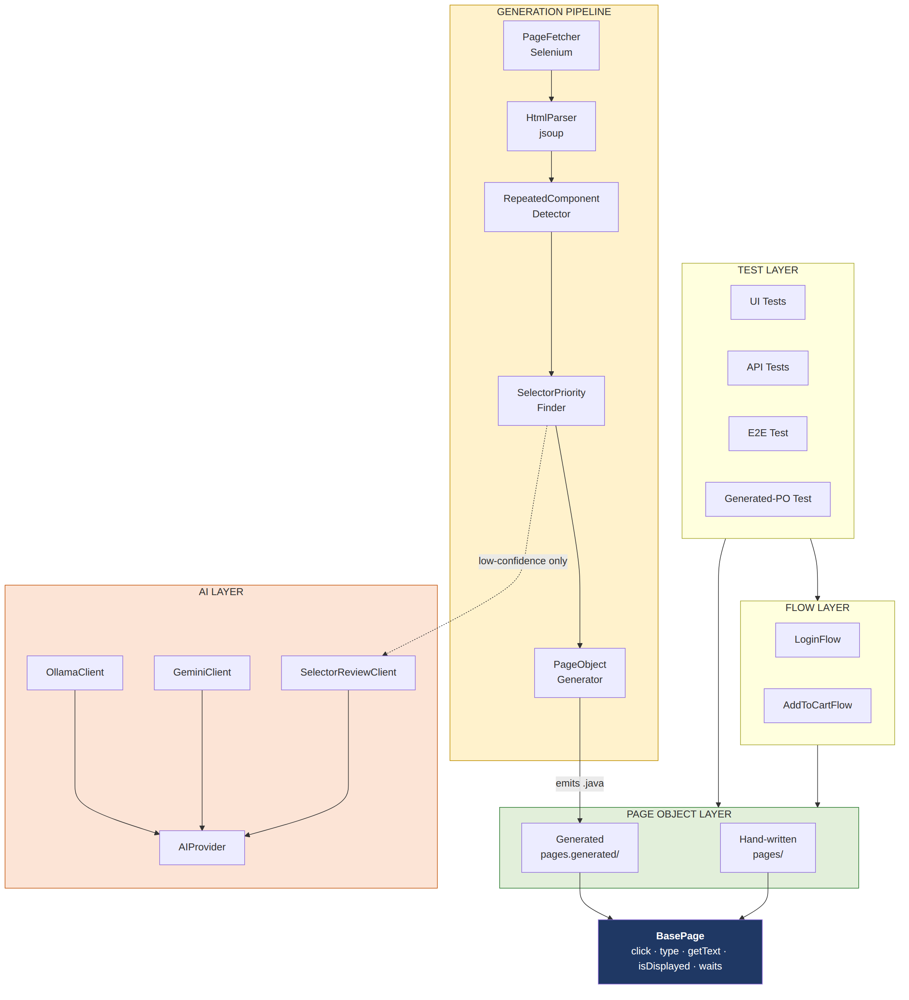 GENERATION PIPELINE
PageFetcher
Selenium
HtmlParser
jsoup
RepeatedComponent
Detector
SelectorPriority
Finder
low-confidence only
PageObject
Generator
emits .java
TEST LAYER
UI Tests
API Tests
E2E Test
Generated-PO Test
FLOW LAYER
LoginFlow
AddToCartFlow
AI LAYER
OllamaClient
GeminiClient
SelectorReviewClient
AIProvider
PAGE OBJECT LAYER
Generated
pages.generated/
Hand-written
pages/
BasePage
click · type · getText ·
isDisplayed · waits